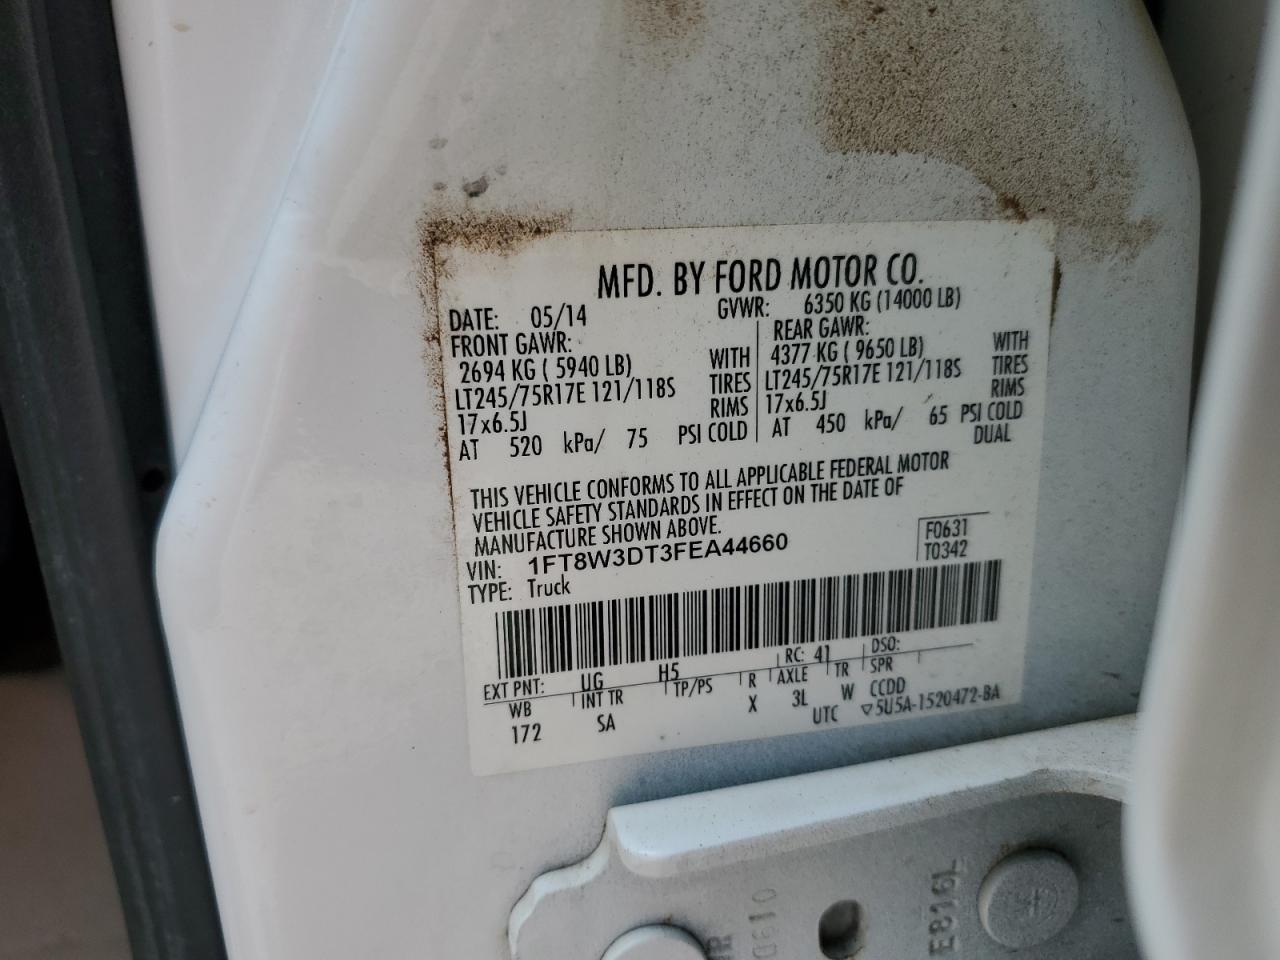 MFD. BY FORD MOTOR CO.
DATE: 05/14 GVWR: 6350 KG (14000 LB)
FRONT GAWR: REAR GAWR:
2694 KG ( 5940 LB) WITH 4377 KG ( 9650 LB) WITH
LT245/75R17E 121/118S TIRES LT245/75R17E 121/118S TIRES
17x6.5J RIMS 17x6.5J RIMS
AT 520 kPa/ 75 PSI COLD AT 450 kPa/ 65 PSI COLD
DUAL
THIS VEHICLE CONFORMS TO ALL APPLICABLE FEDERAL MOTOR
VEHICLE SAFETY STANDARDS IN EFFECT ON THE DATE OF
MANUFACTURE SHOWN ABOVE.
VIN: 1FT8W3DT3FEA44660 F0631
TYPE: Truck T0342
EXT PNT: UG H5 RC: 41 DSO:
WB INT TR TP/PS R AXLE TR SPR
172 SA X 3L W CCDD
UTC ▽5U5A-1520472-BA
E816L
0610